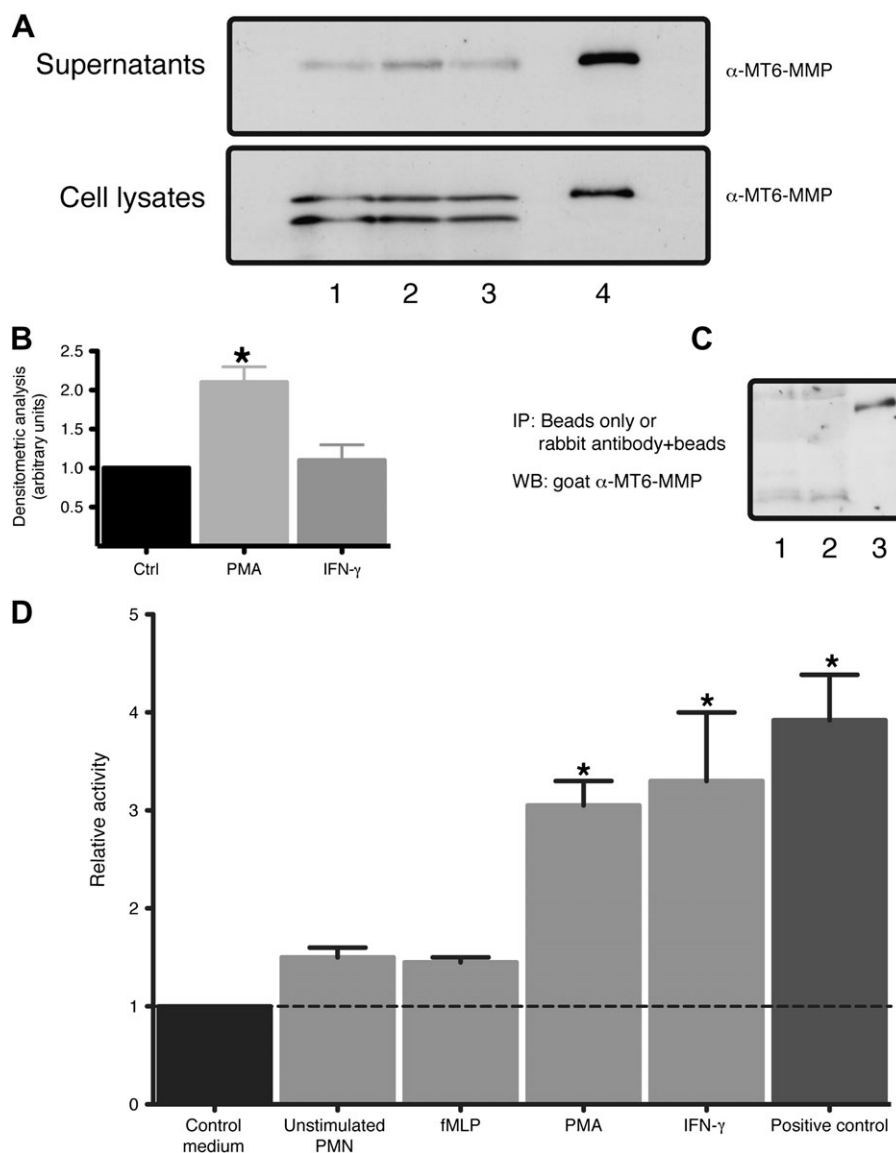 A
Supernatants
α-MT6-MMP
Cell lysates
α-MT6-MMP
1 2 3 4
B
Densitometric analysis
(arbitrary units)
2.5
2.0
1.5
1.0
0.5
*
Ctrl PMA IFN-γ
C
IP: Beads only or
rabbit antibody+beads
WB: goat α-MT6-MMP
1 2 3
D
Relative activity
5
4
3
2
1
0
* * *
Control
medium
Unstimulated
PMN
fMLP
PMA
IFN-γ
Positive control